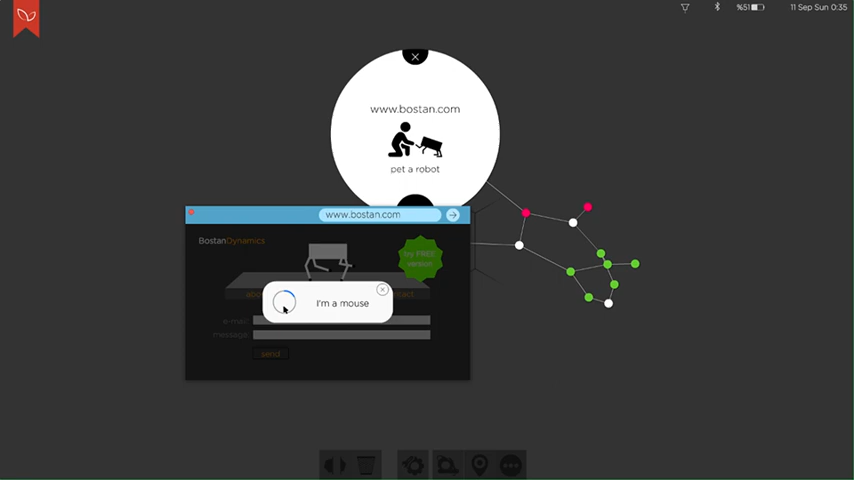 %51
11 Sep Sun 0:35
www.bostan.com
pet a robot
www.bostan.com
BostanDynamics
try FREE
version
I'm a mouse
e-mail:
message:
send